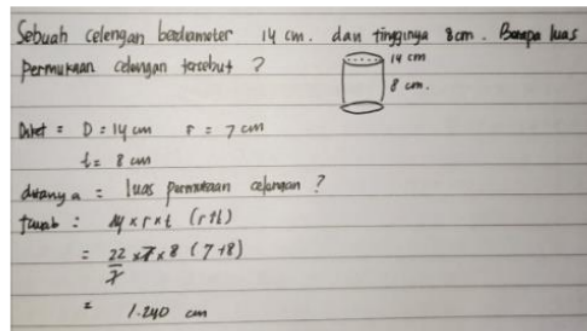 Sebuah celengan berdiameter 14 cm. dan tingginya 8 cm. Berapa luas
permukaan celengan tersebut ?
14 cm
8 cm.
Diket = D = 14 cm r = 7 cm
t = 8 cm
ditanya = luas permukaan celengan ?
Jawab : x r x t (r+t)
= 22/7 x 7 x 8 (7+8)
= 1.240 cm